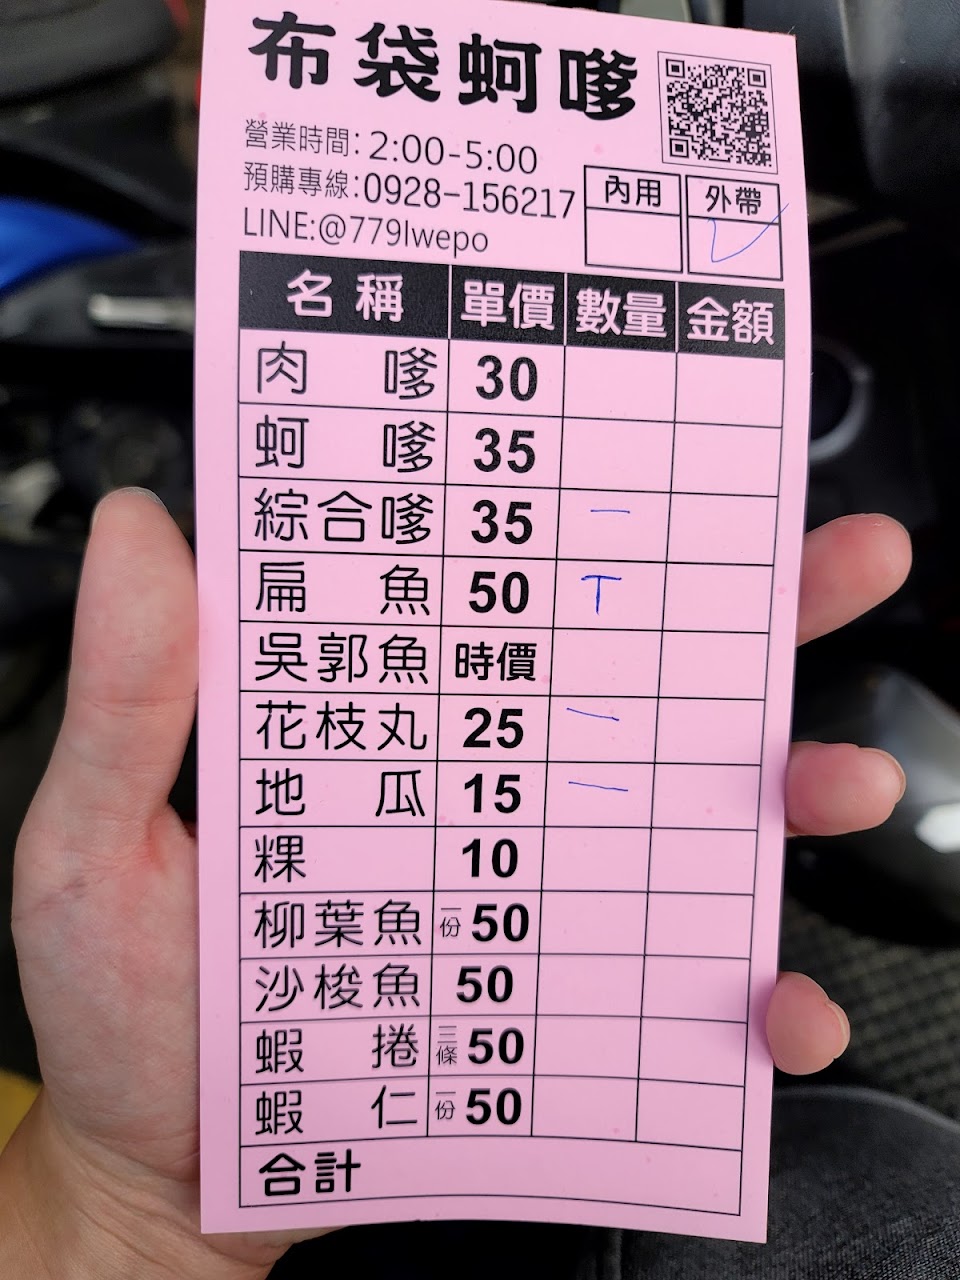 布袋蚵嗲
營業時間：2:00-5:00
預購專線：0928-156217
LINE:@779lwepo
內用 外帶
名稱 單價 數量 金額
肉嗲 30
蚵嗲 35
綜合嗲 35 一
扁魚 50 T
吳郭魚 時價
花枝丸 25 一
地瓜 15 一
粿 10
柳葉魚 一份 50
沙梭魚 50
蝦捲 三條 50
蝦仁 一份 50
合計